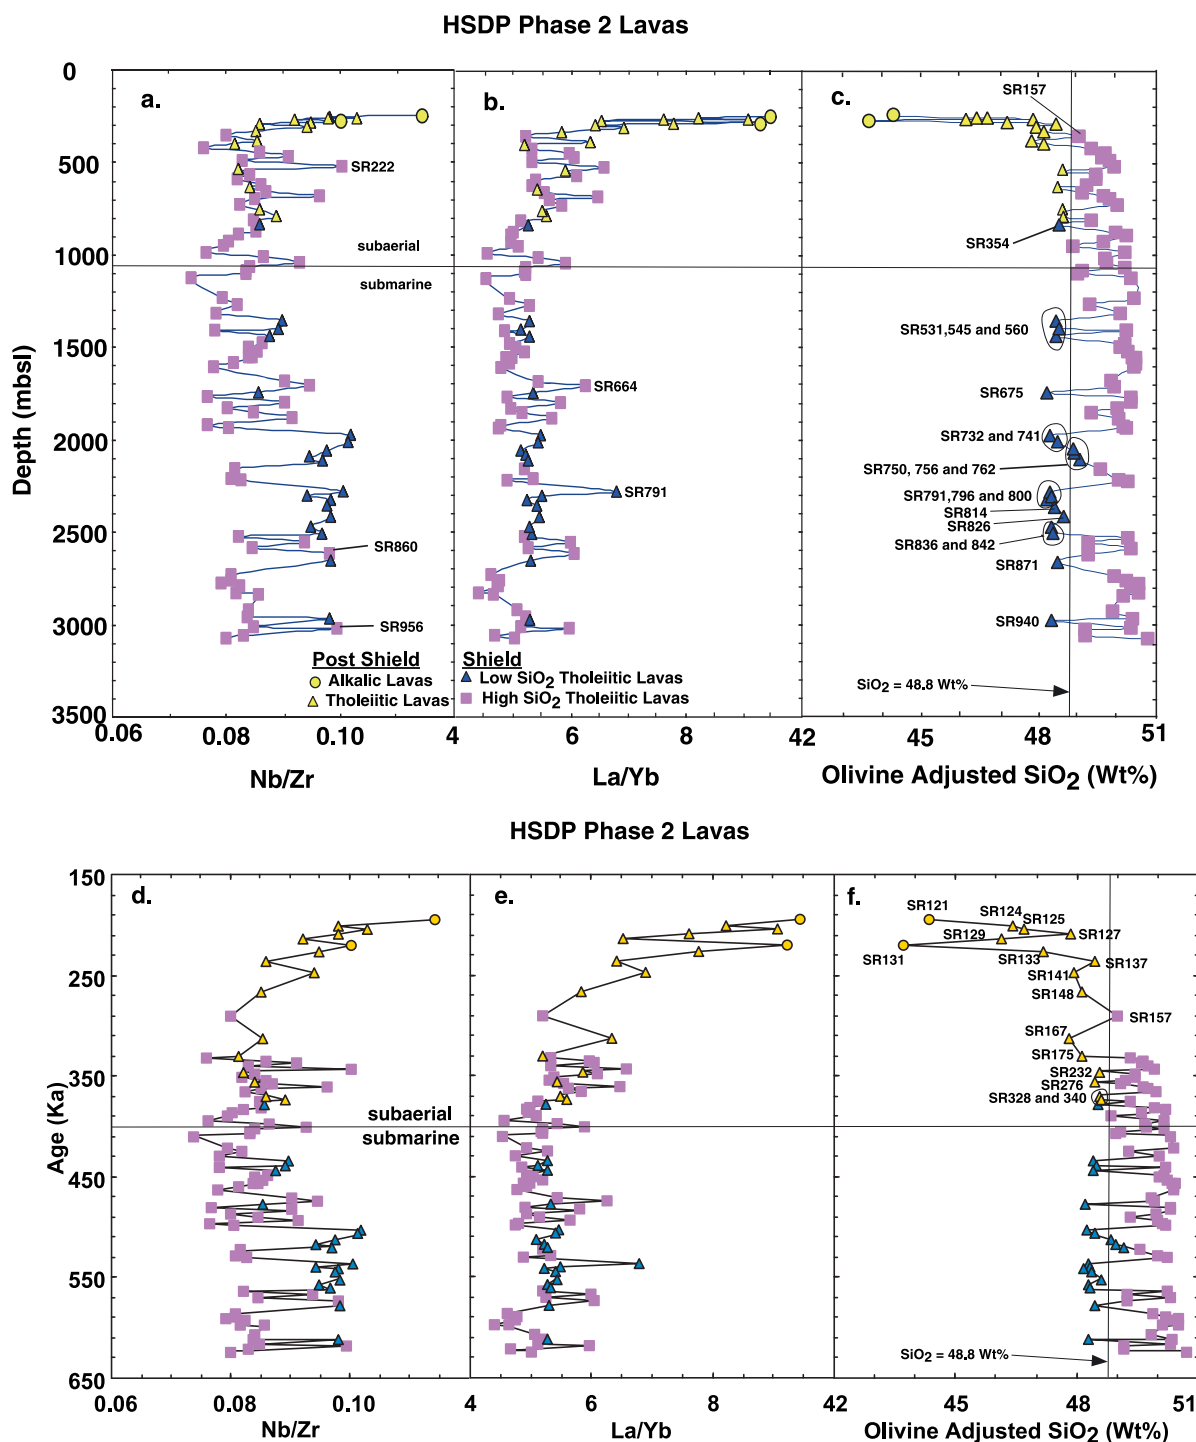 HSDP Phase 2 Lavas
a.
b.
c.
0
500
1000
1500
2000
2500
3000
3500
Depth (mbsl)
SR157
SR222
SR354
subaerial
submarine
SR531,545 and 560
SR664
SR675
SR732 and 741
SR750, 756 and 762
SR791
SR791,796 and 800
SR814
SR826
SR860
SR836 and 842
SR871
SR956
SR940
Post Shield
Alkalic Lavas
Tholeiitic Lavas
Shield
Low SiO2 Tholeiitic Lavas
High SiO2 Tholeiitic Lavas
SiO2 = 48.8 Wt%
0.06
0.08
0.10
4
6
8
42
45
48
51
Nb/Zr
La/Yb
Olivine Adjusted SiO2 (Wt%)
HSDP Phase 2 Lavas
d.
e.
f.
150
250
350
450
550
650
Age (Ka)
SR121
SR124
SR125
SR129
SR127
SR131
SR133
SR137
SR141
SR148
SR157
SR167
SR175
SR232
SR276
SR328 and 340
subaerial
submarine
SiO2 = 48.8 Wt%
0.06
0.08
0.10
4
6
8
42
45
48
51
Nb/Zr
La/Yb
Olivine Adjusted SiO2 (Wt%)